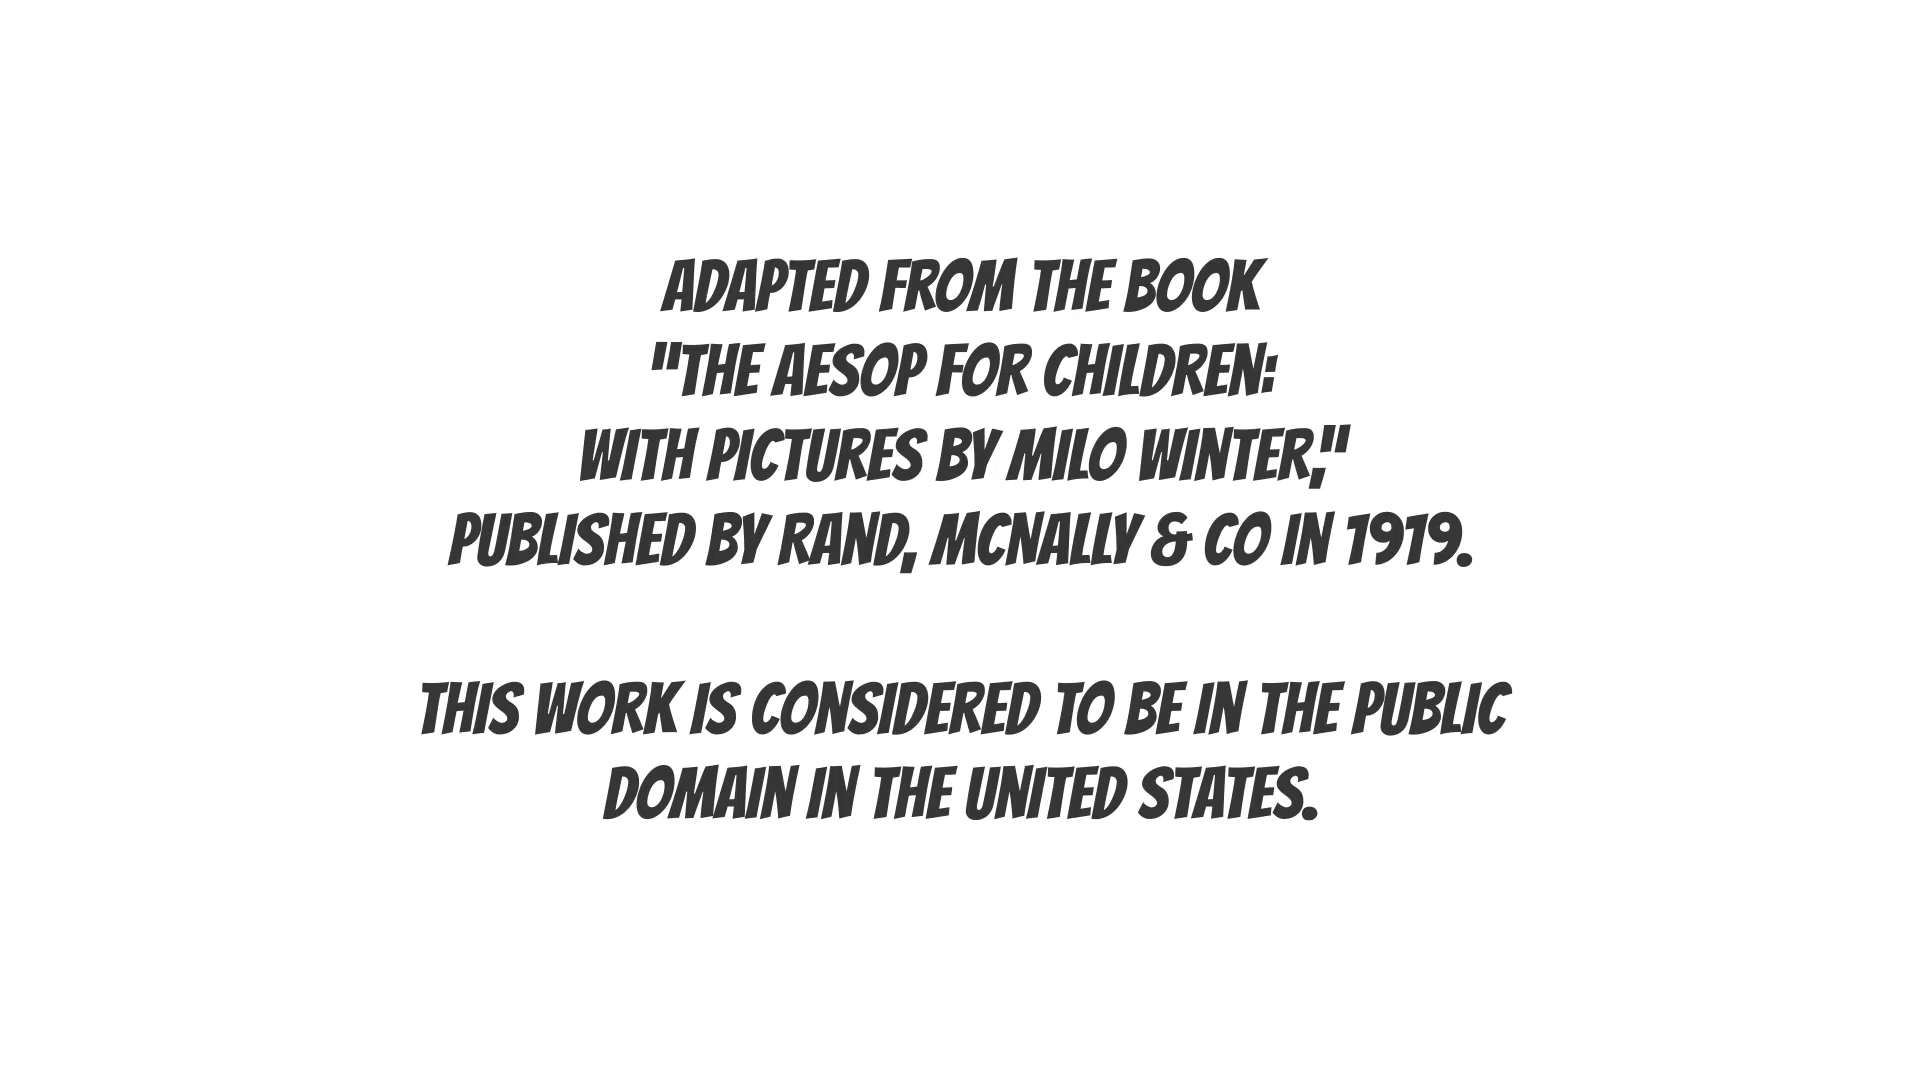 ADAPTED FROM THE BOOK
"THE AESOP FOR CHILDREN:
WITH PICTURES BY MILO WINTER,"
PUBLISHED BY RAND, MCNALLY & CO IN 1919.
THIS WORK IS CONSIDERED TO BE IN THE PUBLIC
DOMAIN IN THE UNITED STATES.